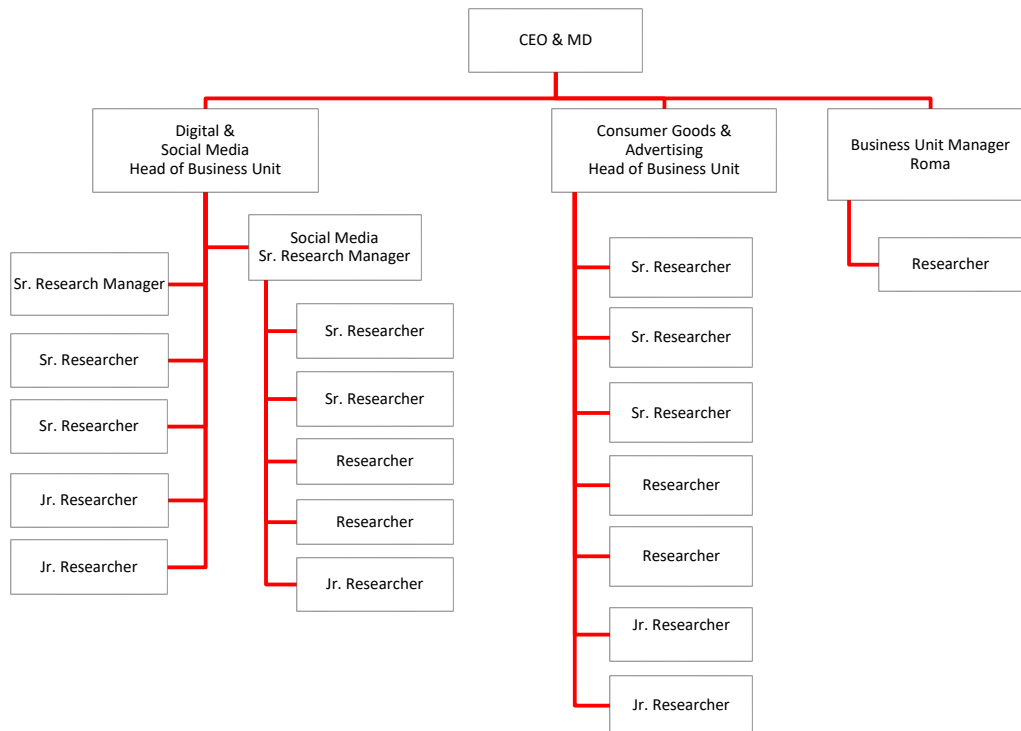 CEO & MD
Digital &
Social Media
Head of Business Unit
Consumer Goods &
Advertising
Head of Business Unit
Business Unit Manager
Roma
Social Media
Sr. Research Manager
Sr. Research Manager
Sr. Researcher
Sr. Researcher
Jr. Researcher
Jr. Researcher
Sr. Researcher
Sr. Researcher
Researcher
Researcher
Jr. Researcher
Sr. Researcher
Sr. Researcher
Sr. Researcher
Researcher
Researcher
Jr. Researcher
Jr. Researcher
Researcher